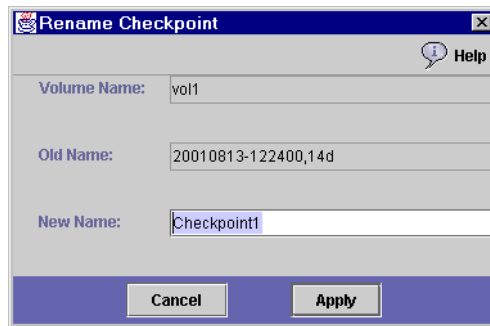 Rename Checkpoint
Help
Volume Name: vol1
Old Name: 20010813-122400,14d
New Name: Checkpoint1
Cancel Apply